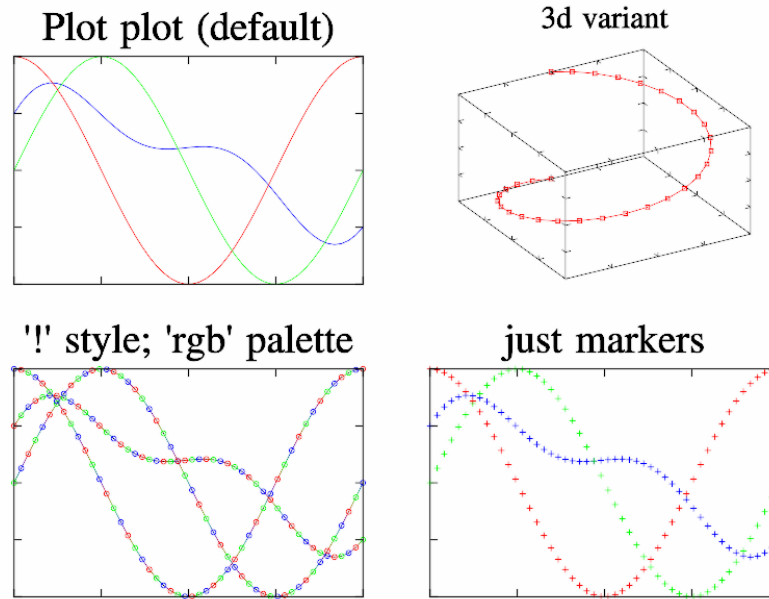 Plot plot (default)
3d variant
'!' style; 'rgb' palette
just markers